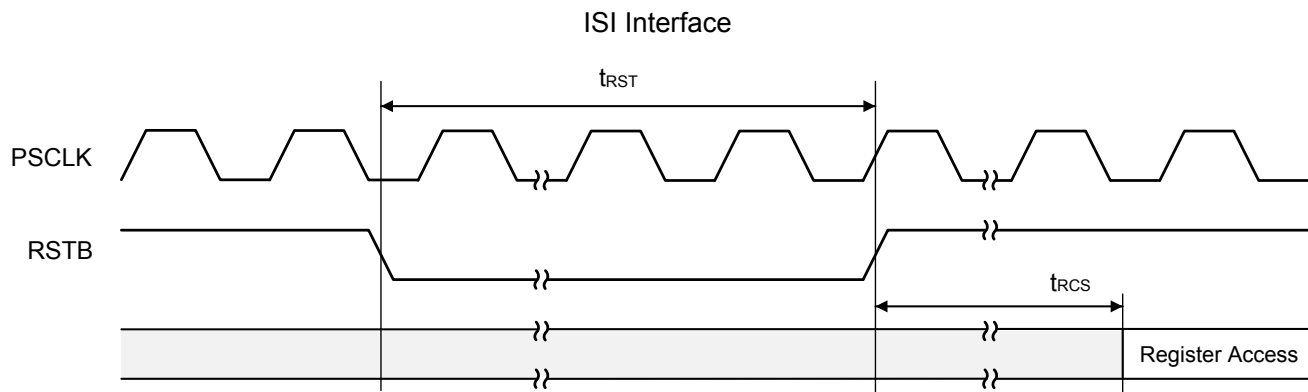 ISI Interface
tRST
PSCLK
RSTB
tRCS
Register Access